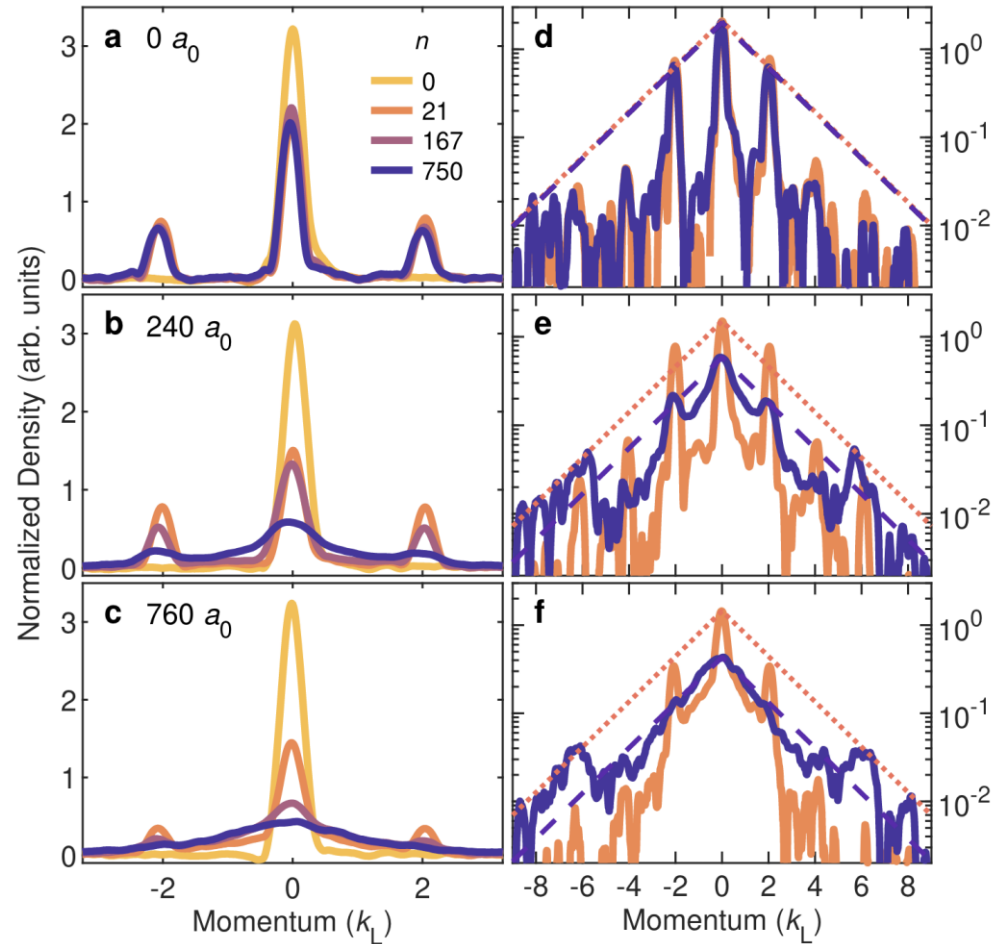 a 0 a0
n
0
21
167
750
3
2
1
0
b 240 a0
3
2
1
0
c 760 a0
3
2
1
0
Normalized Density (arb. units)
-2 0 2
Momentum (kL)
d
10^0
10^-1
10^-2
e
10^0
10^-1
10^-2
f
10^0
10^-1
10^-2
-8 -6 -4 -2 0 2 4 6 8
Momentum (kL)